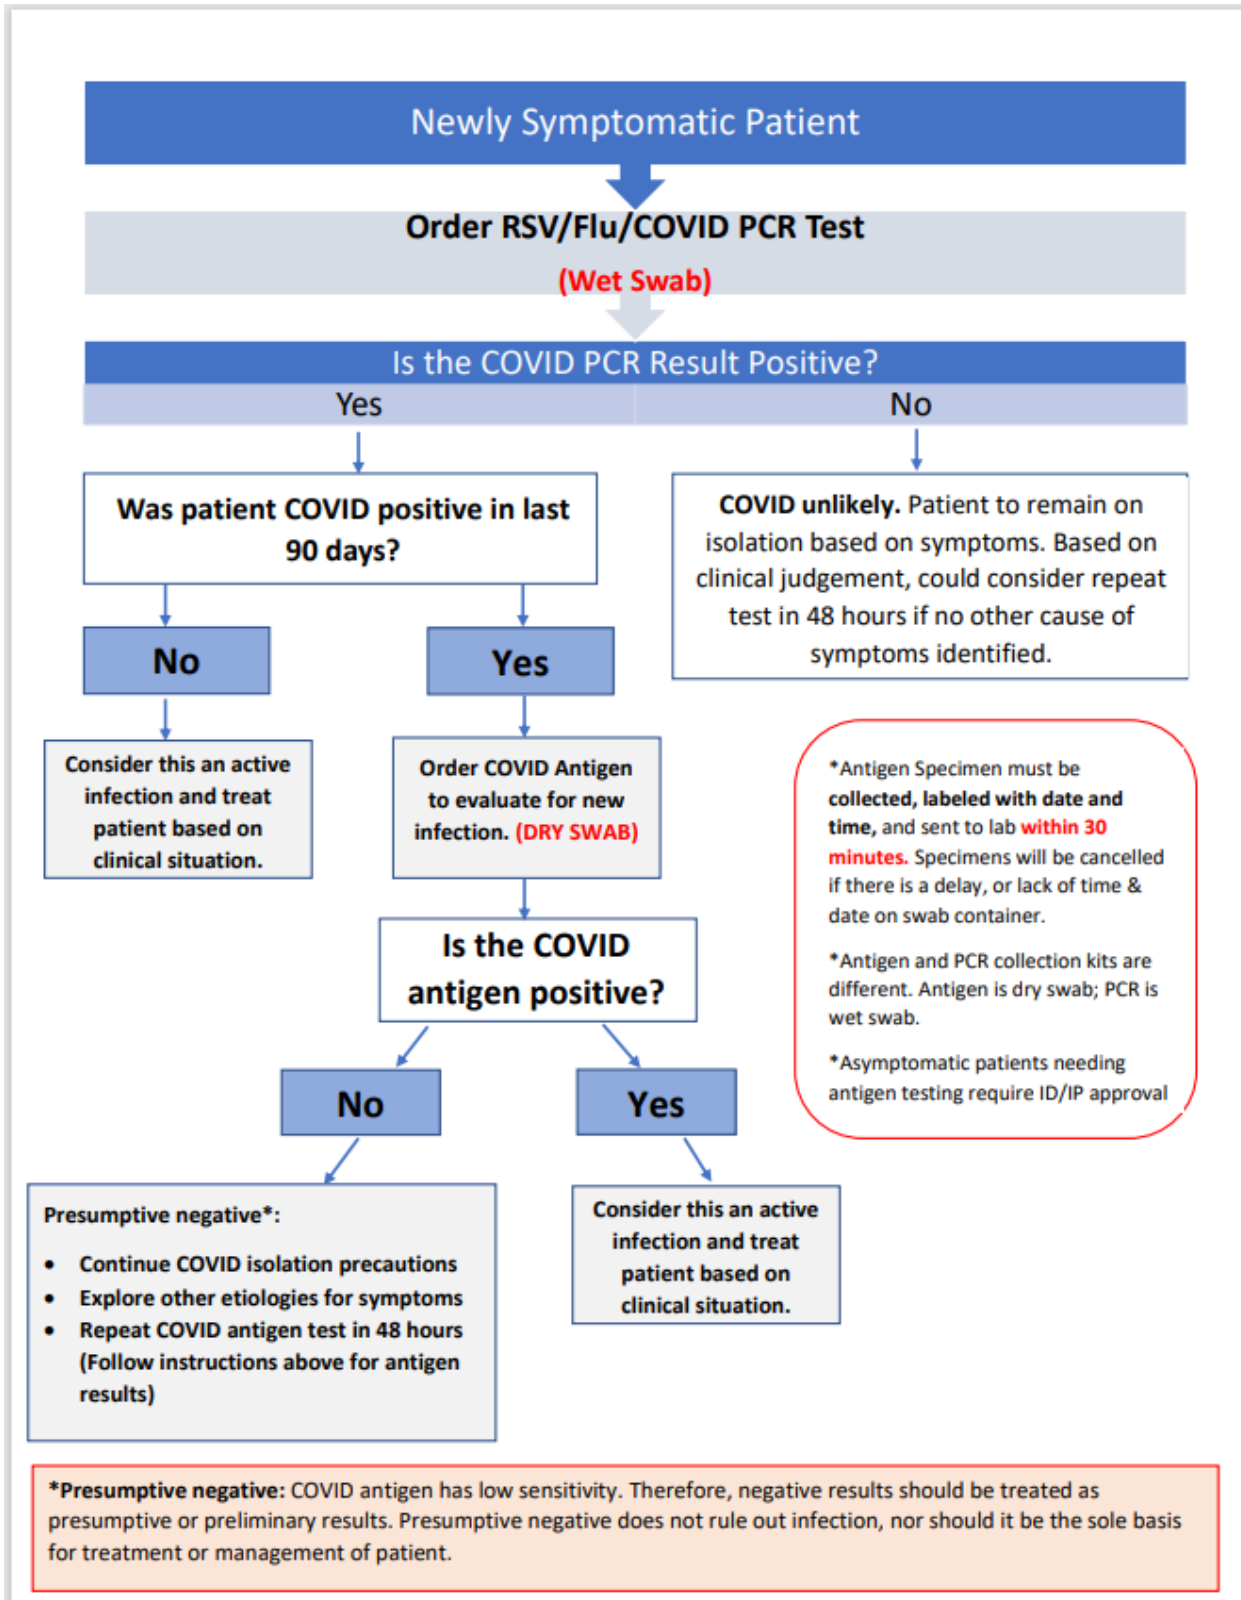 Newly Symptomatic Patient
Order RSV/Flu/COVID PCR Test
(Wet Swab)
Is the COVID PCR Result Positive?
Yes
No
Was patient COVID positive in last
90 days?
COVID unlikely. Patient to remain on
isolation based on symptoms. Based on
clinical judgement, could consider repeat
test in 48 hours if no other cause of
symptoms identified.
No
Yes
Consider this an active
infection and treat
patient based on
clinical situation.
Order COVID Antigen
to evaluate for new
infection. (DRY SWAB)
*Antigen Specimen must be
collected, labeled with date and
time, and sent to lab within 30
minutes. Specimens will be cancelled
if there is a delay, or lack of time &
date on swab container.
*Antigen and PCR collection kits are
different. Antigen is dry swab; PCR is
wet swab.
*Asymptomatic patients needing
antigen testing require ID/IP approval
Is the COVID
antigen positive?
No
Yes
Presumptive negative*:
• Continue COVID isolation precautions
• Explore other etiologies for symptoms
• Repeat COVID antigen test in 48 hours
(Follow instructions above for antigen
results)
Consider this an active
infection and treat
patient based on
clinical situation.
*Presumptive negative: COVID antigen has low sensitivity. Therefore, negative results should be treated as
presumptive or preliminary results. Presumptive negative does not rule out infection, nor should it be the sole basis
for treatment or management of patient.